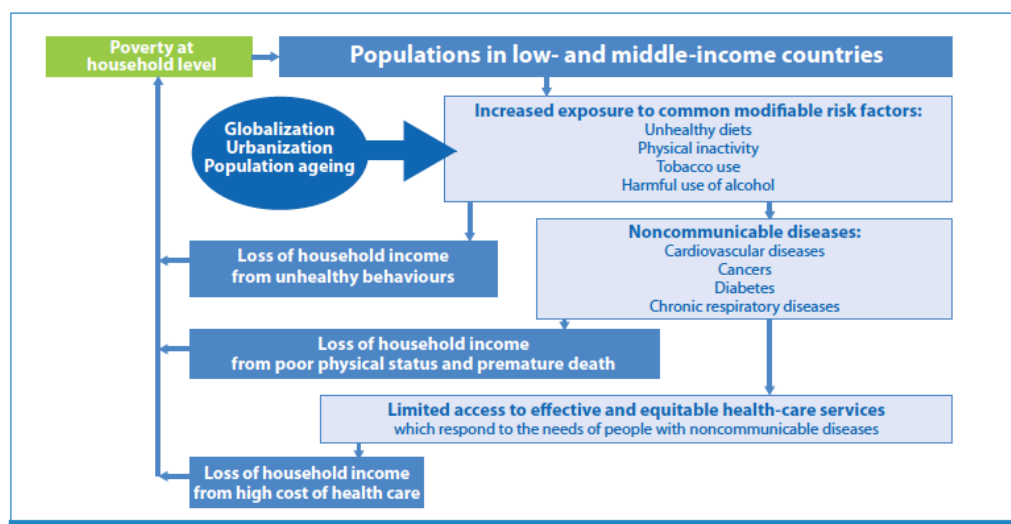 Poverty at
household level
Populations in low- and middle-income countries
Globalization
Urbanization
Population ageing
Increased exposure to common modifiable risk factors:
Unhealthy diets
Physical inactivity
Tobacco use
Harmful use of alcohol
Loss of household income
from unhealthy behaviours
Noncommunicable diseases:
Cardiovascular diseases
Cancers
Diabetes
Chronic respiratory diseases
Loss of household income
from poor physical status and premature death
Limited access to effective and equitable health-care services
which respond to the needs of people with noncommunicable diseases
Loss of household income
from high cost of health care